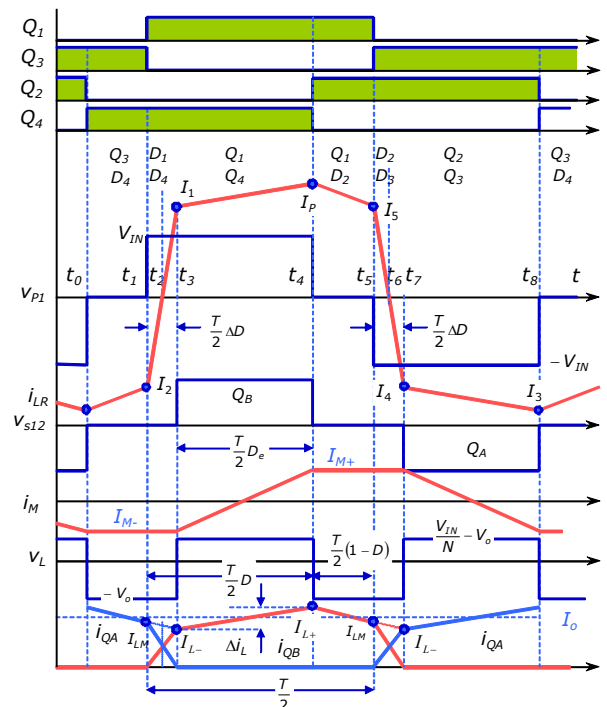 Q1
Q3
Q2
Q4
Q3 D1 Q1 Q1 D2 Q2 Q3
D4 D4 Q4 D2 D3 Q3 D4
I1
IP
I5
VIN
t0 t1 t2 t3 t4 t5 t6 t7 t8 t
vP1
T/2 ΔD
T/2 ΔD
−VIN
I2
I4
I3
iLR
vs12
QB
QA
T/2 De
IM+
iM
IM-
VIN/N − Vo
vL
T/2 (1−D)
T/2 D
−Vo
Io
iQA ILM IL− ΔiL iQB IL+ ILM IL− iQA
T/2